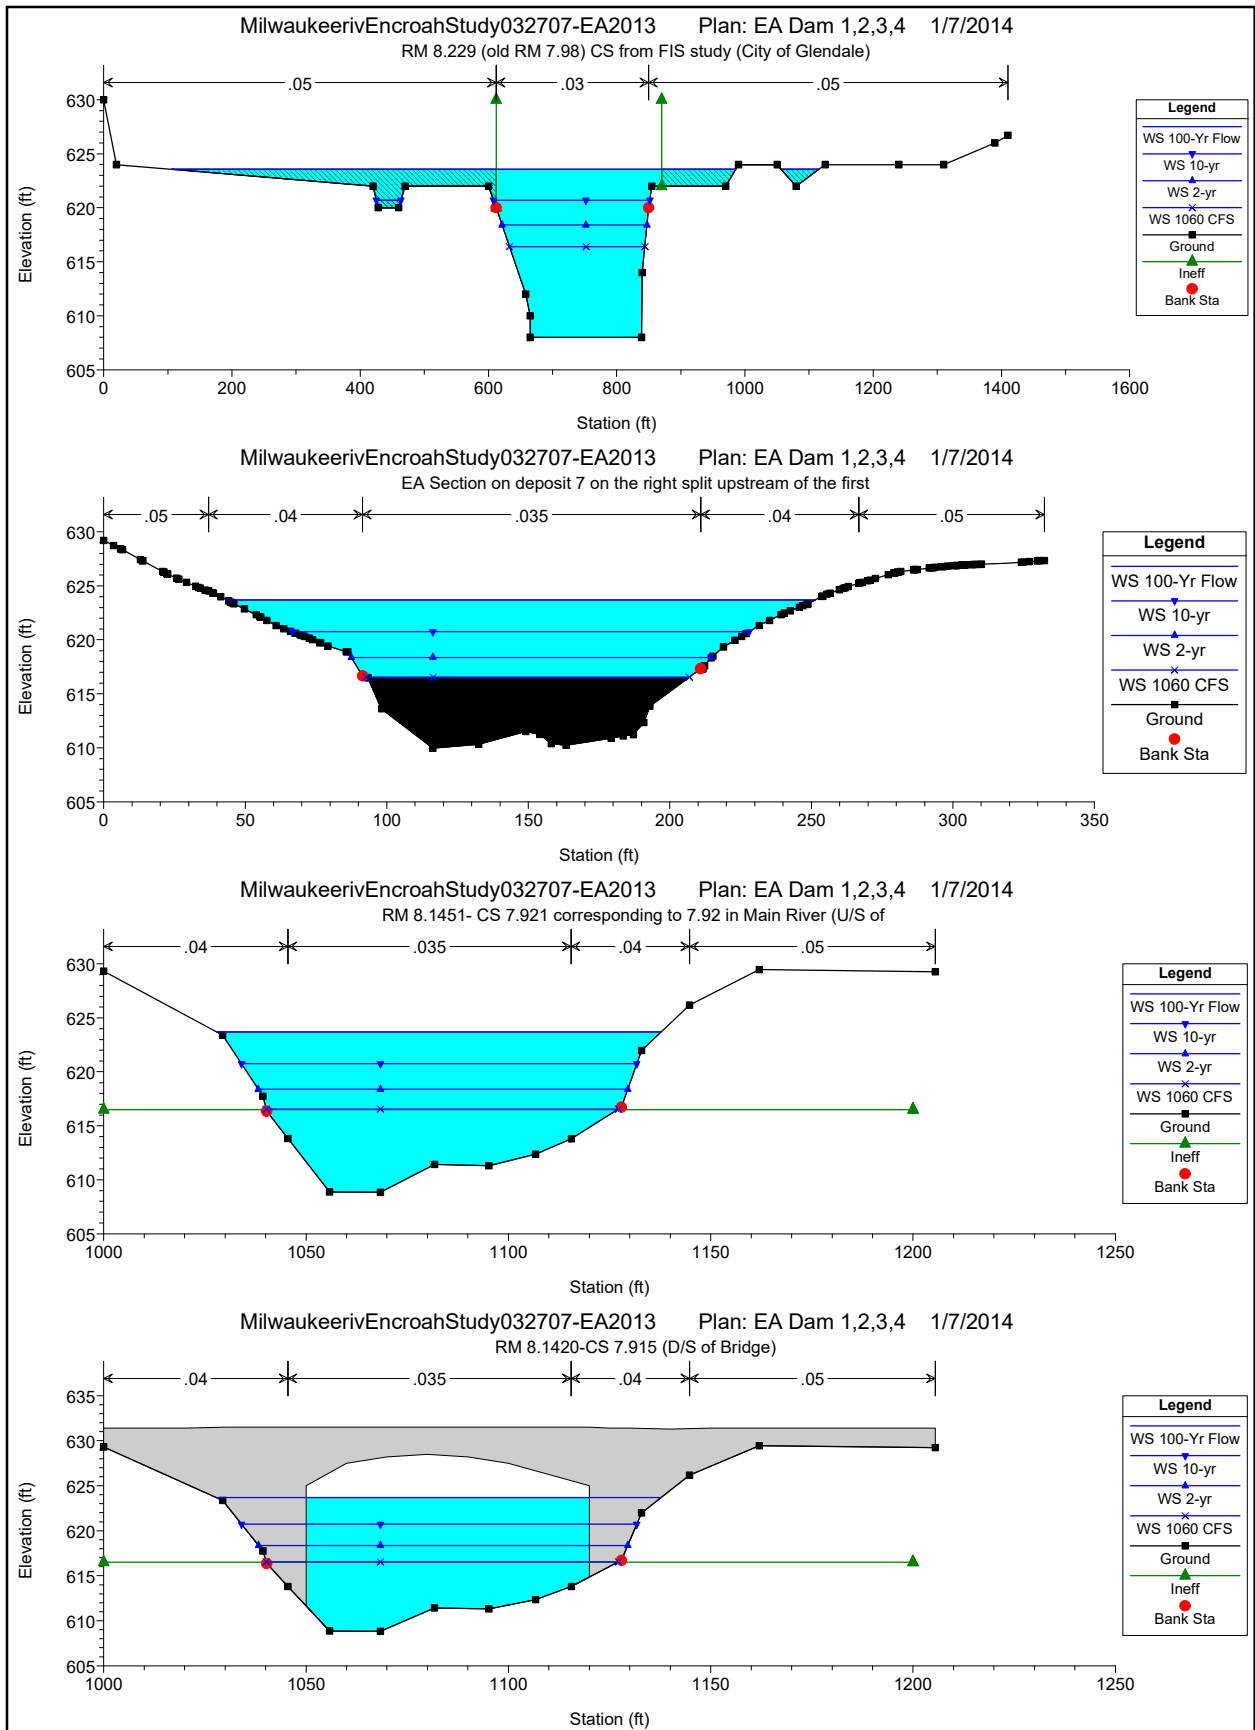 MilwaukeerivEncroahStudy032707-EA2013 Plan: EA Dam 1,2,3,4 1/7/2014
RM 8.229 (old RM 7.98) CS from FIS study (City of Glendale)
.05 .03 .05
630
625
620
615
610
605
Elevation (ft)
0 200 400 600 800 1000 1200 1400 1600
Station (ft)
Legend
WS 100-Yr Flow
WS 10-yr
WS 2-yr
WS 1060 CFS
Ground
Ineff
Bank Sta
MilwaukeerivEncroahStudy032707-EA2013 Plan: EA Dam 1,2,3,4 1/7/2014
EA Section on deposit 7 on the right split upstream of the first
.05 .04 .035 .04 .05
630
625
620
615
610
605
Elevation (ft)
0 50 100 150 200 250 300 350
Station (ft)
Legend
WS 100-Yr Flow
WS 10-yr
WS 2-yr
WS 1060 CFS
Ground
Bank Sta
MilwaukeerivEncroahStudy032707-EA2013 Plan: EA Dam 1,2,3,4 1/7/2014
RM 8.1451- CS 7.921 corresponding to 7.92 in Main River (U/S of
.04 .035 .04 .05
630
625
620
615
610
605
Elevation (ft)
1000 1050 1100 1150 1200 1250
Station (ft)
Legend
WS 100-Yr Flow
WS 10-yr
WS 2-yr
WS 1060 CFS
Ground
Ineff
Bank Sta
MilwaukeerivEncroahStudy032707-EA2013 Plan: EA Dam 1,2,3,4 1/7/2014
RM 8.1420-CS 7.915 (D/S of Bridge)
.04 .035 .04 .05
635
630
625
620
615
610
605
Elevation (ft)
1000 1050 1100 1150 1200 1250
Station (ft)
Legend
WS 100-Yr Flow
WS 10-yr
WS 2-yr
WS 1060 CFS
Ground
Ineff
Bank Sta